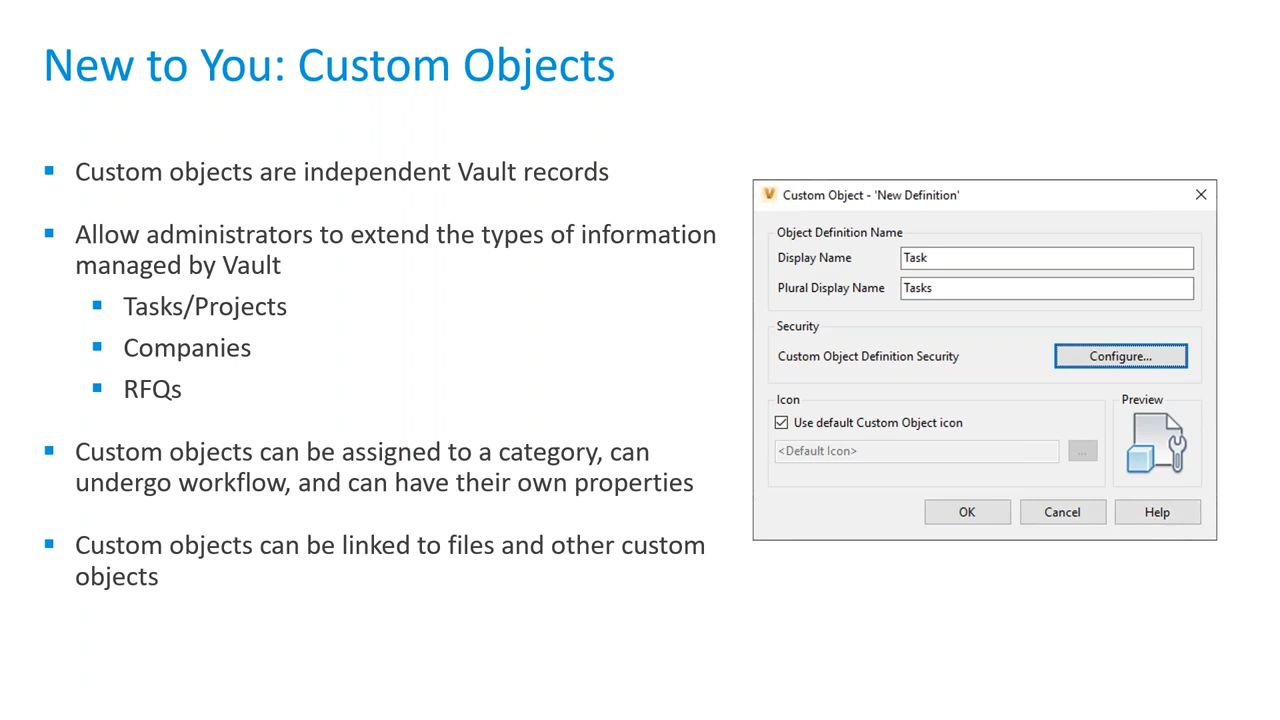 New to You: Custom Objects
Custom objects are independent Vault records
Allow administrators to extend the types of information
managed by Vault
Tasks/Projects
Companies
RFQs
Custom objects can be assigned to a category, can
undergo workflow, and can have their own properties
Custom objects can be linked to files and other custom
objects
Custom Object - 'New Definition'
Object Definition Name
Display Name
Task
Plural Display Name
Tasks
Security
Custom Object Definition Security
Configure...
Icon
Use default Custom Object icon
<Default Icon>
...
Preview
OK
Cancel
Help